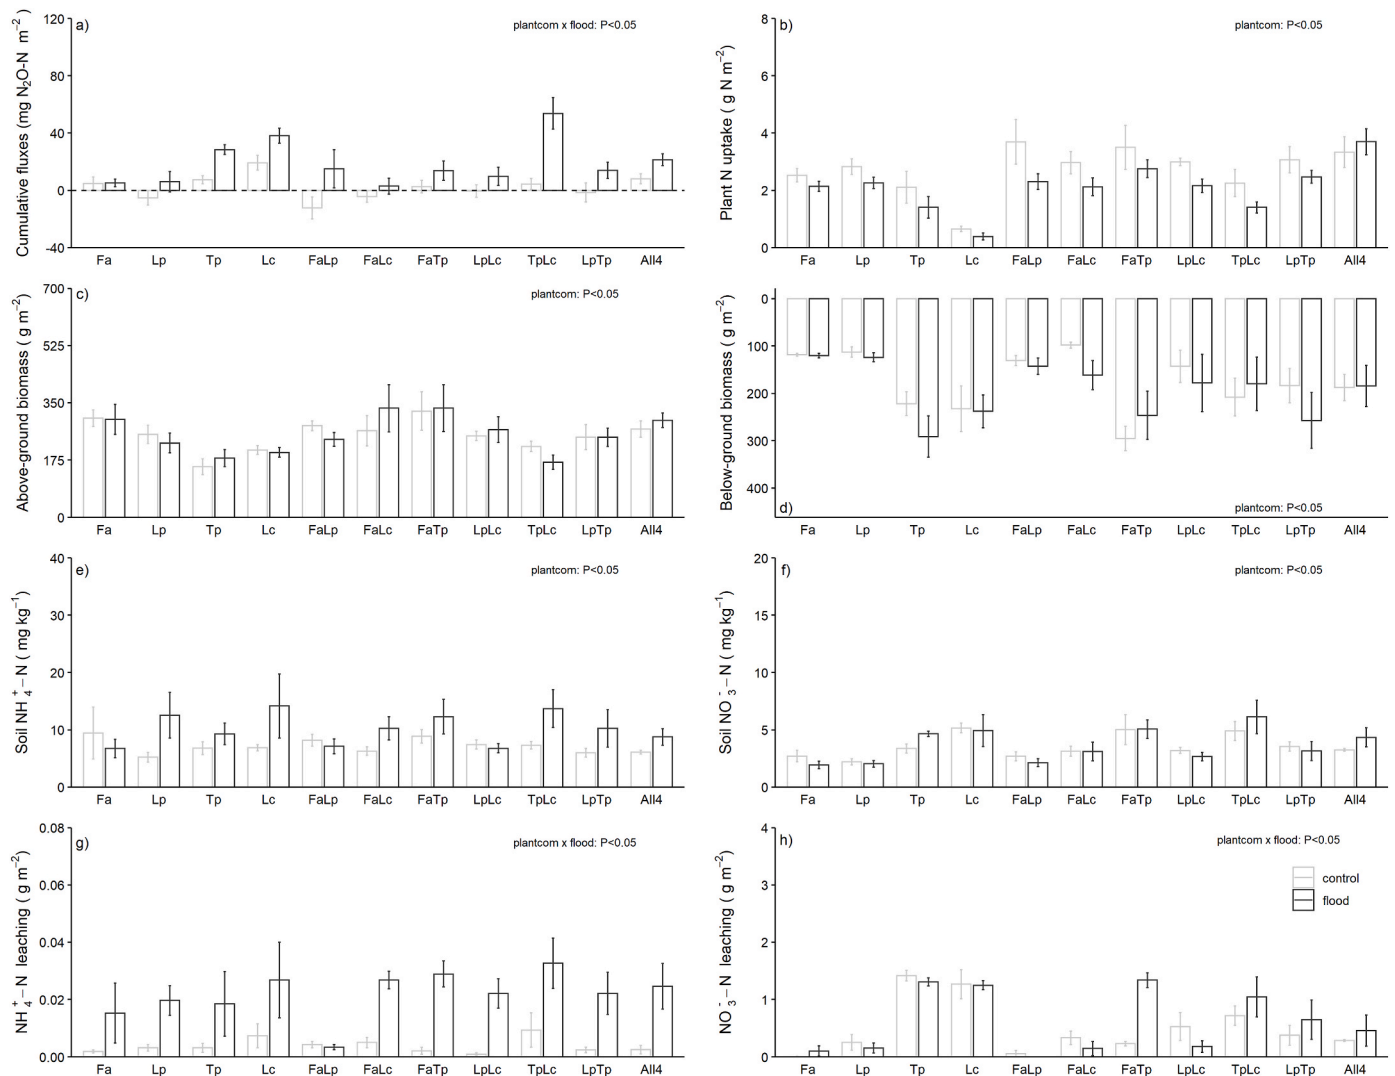 a)
plantcom x flood: P<0.05
Cumulative fluxes (mg N₂O-N m⁻²)
120
80
40
0
-40
Fa Lp Tp Lc FaLp FaLc FaTp LpLc TpLc LpTp All4
b)
plantcom: P<0.05
Plant N uptake ( g N m⁻²)
8
6
4
2
0
Fa Lp Tp Lc FaLp FaLc FaTp LpLc TpLc LpTp All4
c)
plantcom: P<0.05
Above-ground biomass ( g m⁻²)
700
525
350
175
0
Fa Lp Tp Lc FaLp FaLc FaTp LpLc TpLc LpTp All4
Below-ground biomass ( g m⁻²)
0
100
200
300
400
d)
plantcom: P<0.05
Fa Lp Tp Lc FaLp FaLc FaTp LpLc TpLc LpTp All4
e)
plantcom: P<0.05
Soil NH₄⁺–N ( mg kg⁻¹)
40
30
20
10
0
Fa Lp Tp Lc FaLp FaLc FaTp LpLc TpLc LpTp All4
f)
plantcom: P<0.05
Soil NO₃⁻–N ( mg kg⁻¹)
20
15
10
5
0
Fa Lp Tp Lc FaLp FaLc FaTp LpLc TpLc LpTp All4
g)
plantcom x flood: P<0.05
NH₄⁺–N leaching ( g m⁻²)
0.08
0.06
0.04
0.02
0.00
Fa Lp Tp Lc FaLp FaLc FaTp LpLc TpLc LpTp All4
h)
plantcom x flood: P<0.05
control
flood
NO₃⁻–N leaching ( g m⁻²)
4
3
2
1
0
Fa Lp Tp Lc FaLp FaLc FaTp LpLc TpLc LpTp All4